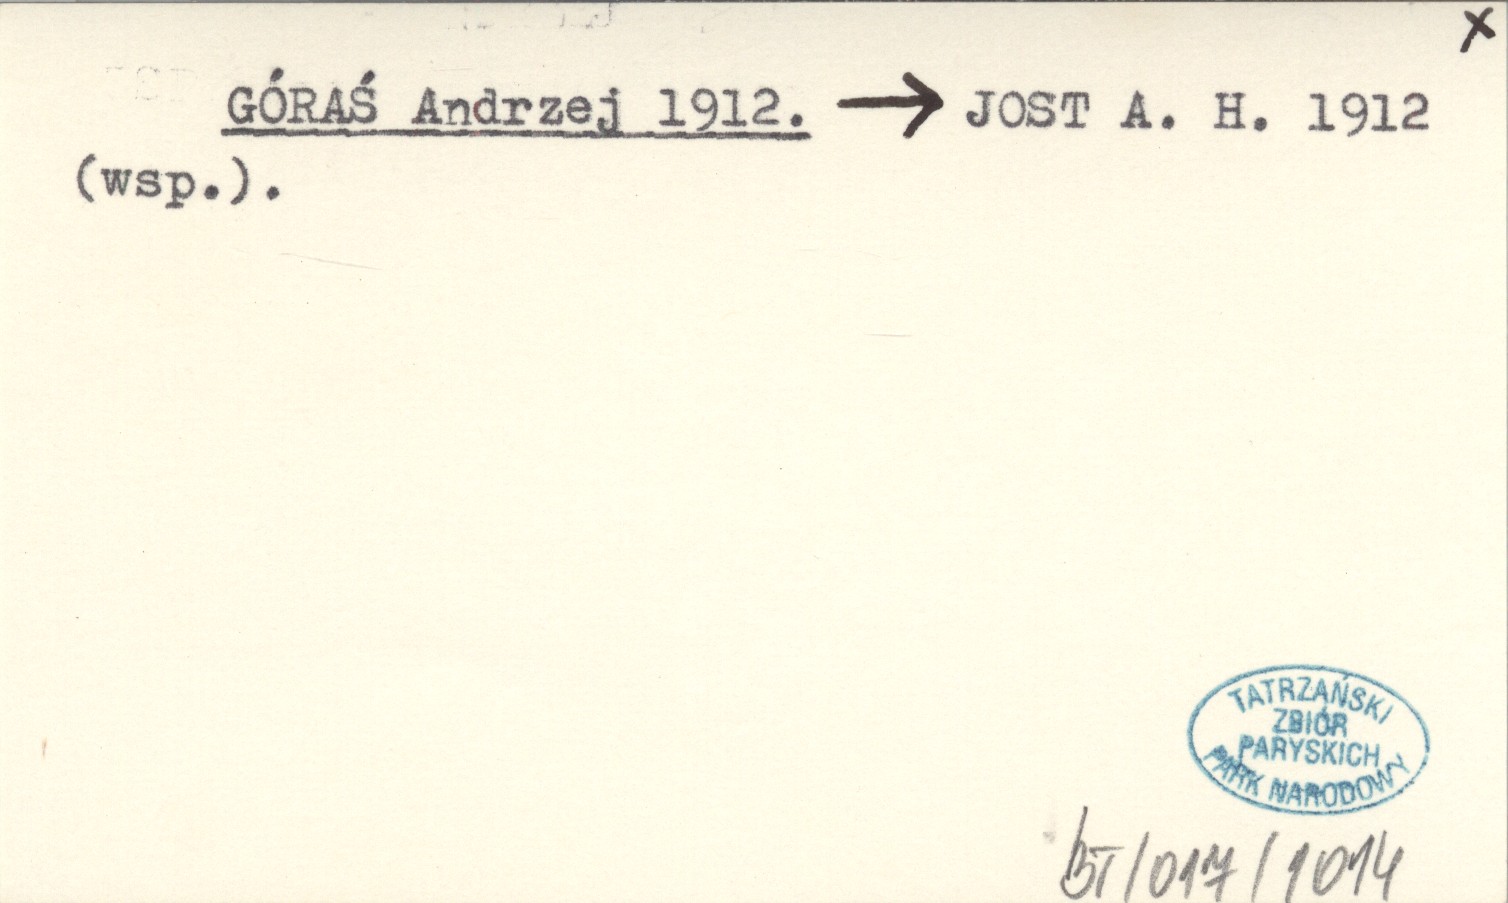 x
GÓRAŚ Andrzej 1912. → JOST A. H. 1912
(wsp.).
TATRZAŃSKI
ZBIÓR
PARYSKICH
PARK NARODOWY
BT/017/1014